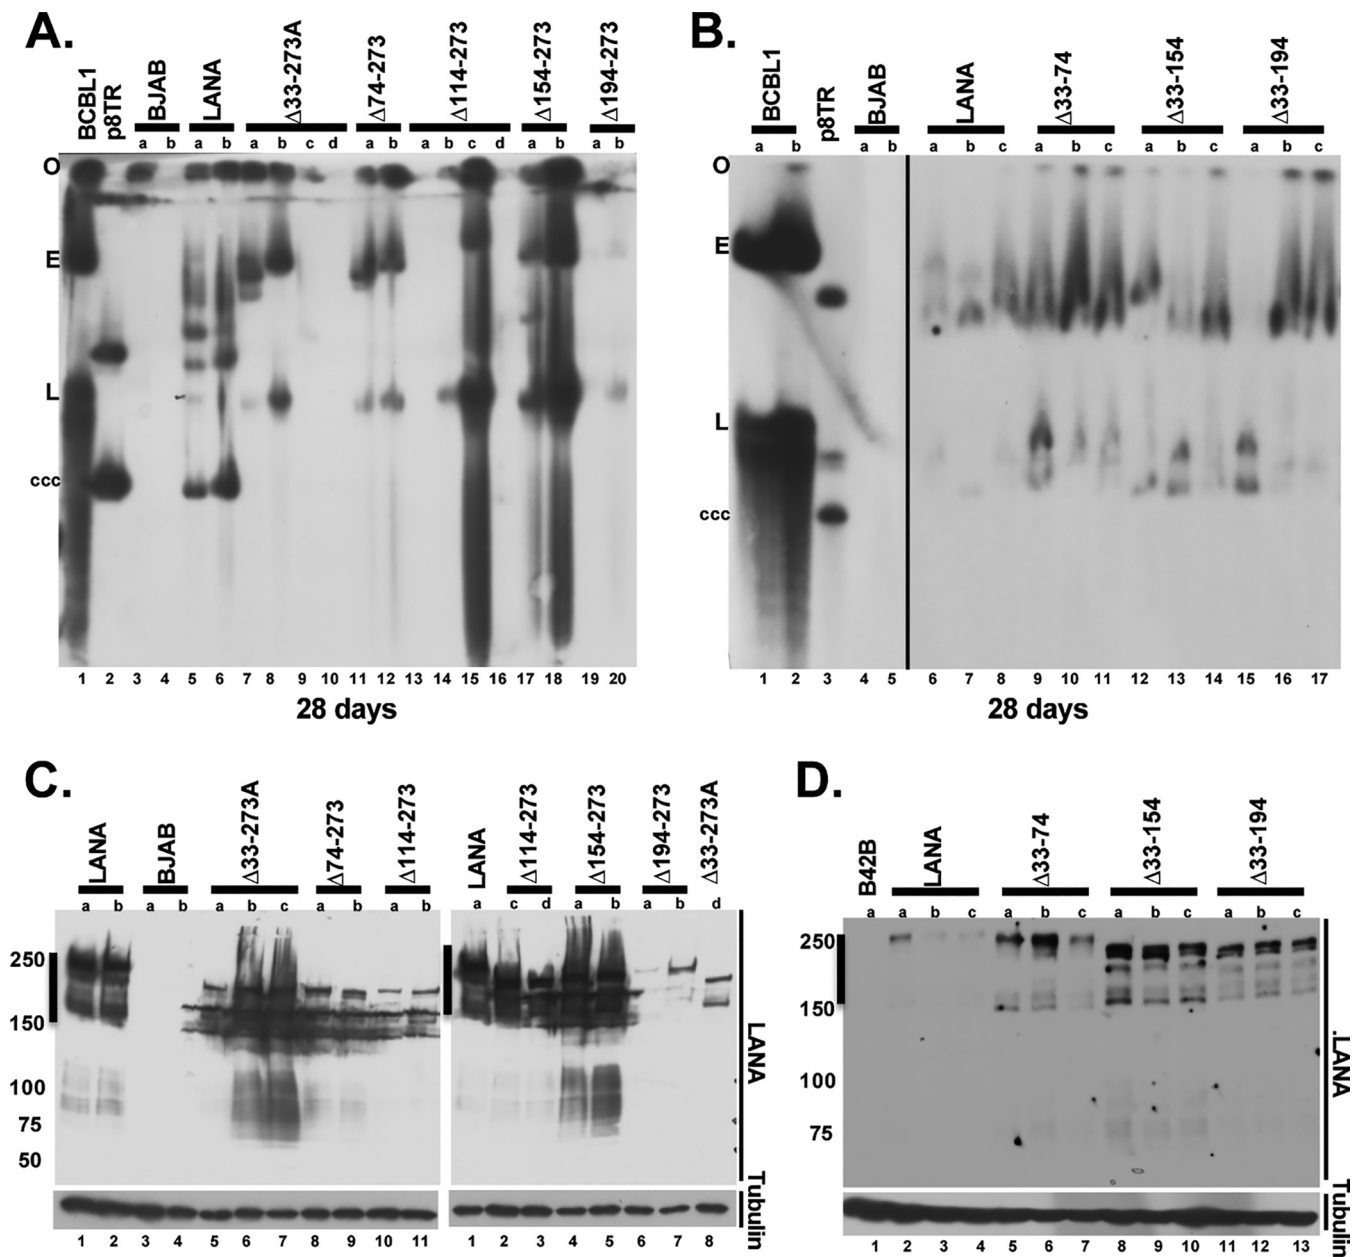 A.
BCBL1
p8TR
BJAB
LANA
Δ33-273A
Δ74-273
Δ114-273
Δ154-273
Δ194-273
a b a b a b c d a b a b c d a b a b
O
E
L
ccc
1 2 3 4 5 6 7 8 9 10 11 12 13 14 15 16 17 18 19 20
28 days
B.
BCBL1
p8TR
BJAB
LANA
Δ33-74
Δ33-154
Δ33-194
a b a b a b c a b c a b c a b c
O
E
L
ccc
1 2 3 4 5 6 7 8 9 10 11 12 13 14 15 16 17
28 days
C.
LANA
BJAB
Δ33-273A
Δ74-273
Δ114-273
a b a b a b c a b a b
250
150
100
75
50
1 2 3 4 5 6 7 8 9 10 11
LANA
Δ114-273
Δ154-273
Δ194-273
Δ33-273A
a c d a b a b d
LANA
Tubulin
1 2 3 4 5 6 7 8
D.
B42B
LANA
Δ33-74
Δ33-154
Δ33-194
a a b c a b c a b c a b c
250
150
100
75
LANA
Tubulin
1 2 3 4 5 6 7 8 9 10 11 12 13